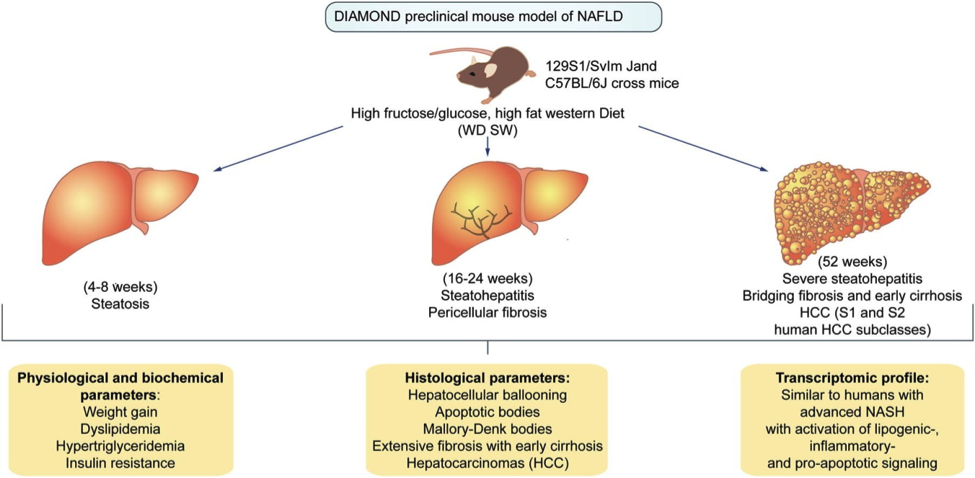 DIAMOND preclinical mouse model of NAFLD
129S1/SvIm Jand
C57BL/6J cross mice
High fructose/glucose, high fat western Diet
(WD SW)
(4-8 weeks)
Steatosis
(16-24 weeks)
Steatohepatitis
Pericellular fibrosis
(52 weeks)
Severe steatohepatitis
Bridging fibrosis and early cirrhosis
HCC (S1 and S2
human HCC subclasses)
Physiological and biochemical
parameters:
Weight gain
Dyslipidemia
Hypertriglyceridemia
Insulin resistance
Histological parameters:
Hepatocellular ballooning
Apoptotic bodies
Mallory-Denk bodies
Extensive fibrosis with early cirrhosis
Hepatocarcinomas (HCC)
Transcriptomic profile:
Similar to humans with
advanced NASH
with activation of lipogenic-,
inflammatory-
and pro-apoptotic signaling